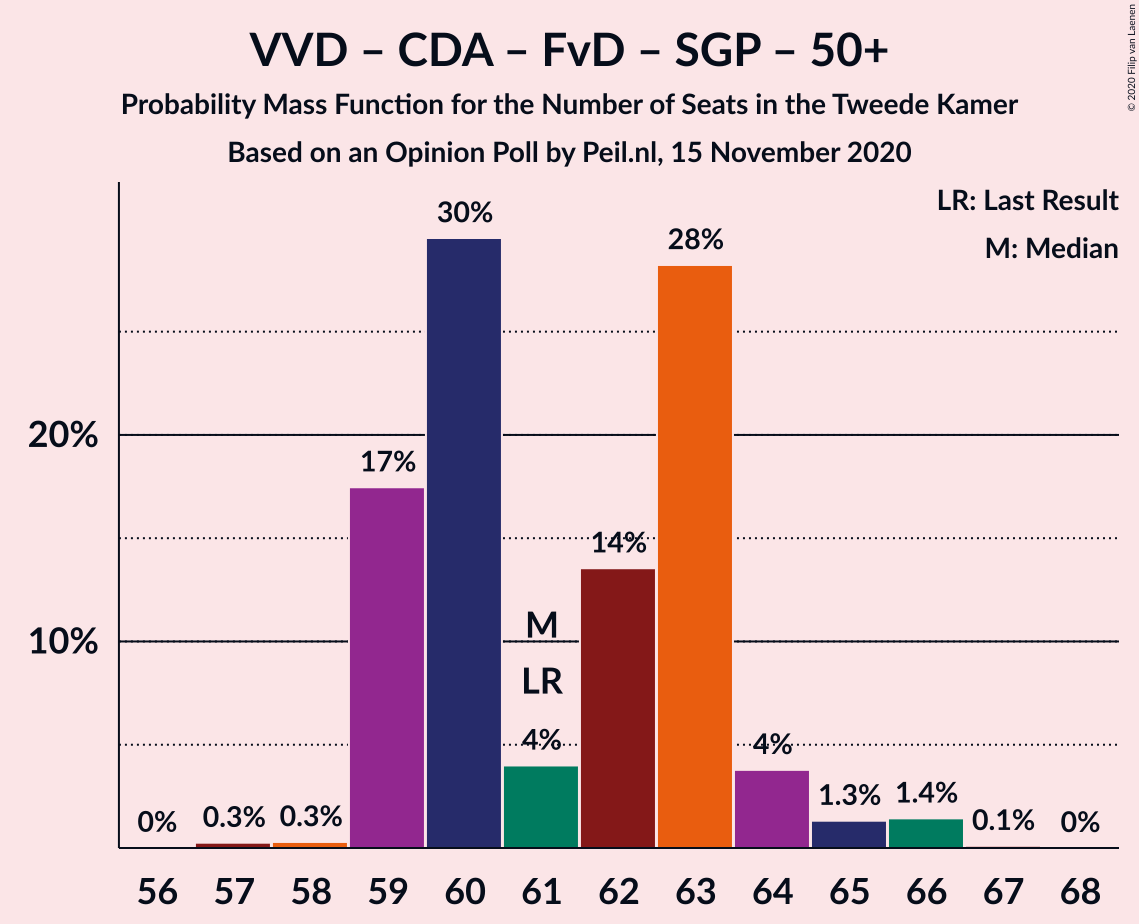 VVD – CDA – FvD – SGP – 50+
Probability Mass Function for the Number of Seats in the Tweede Kamer
Based on an Opinion Poll by Peil.nl, 15 November 2020
© 2020 Filip van Laenen
LR: Last Result
M: Median
30%
28%
20%
17%
14%
10%
M
LR
4%
4%
0%
0.3%
0.3%
1.3%
1.4%
0.1%
0%
56 57 58 59 60 61 62 63 64 65 66 67 68